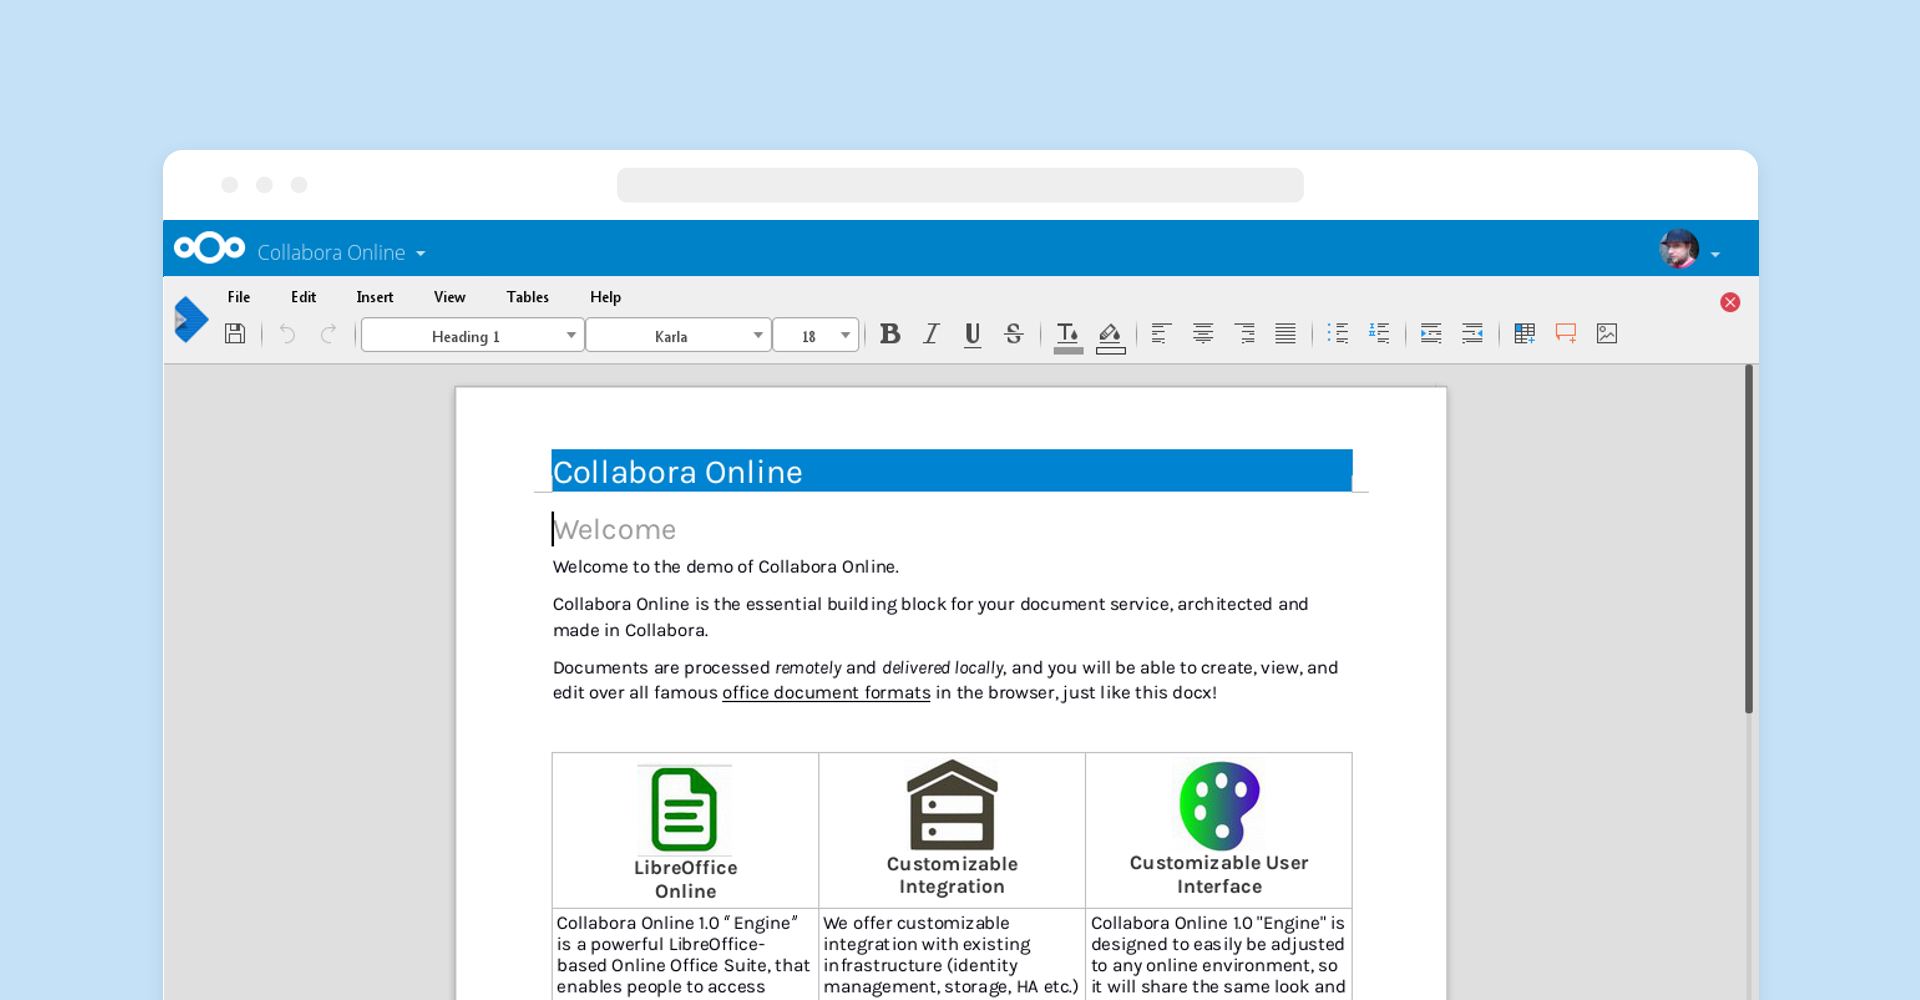 Collabora Online
File Edit Insert View Tables Help
Heading 1 Karla 18 B I U S T
Collabora Online
Welcome
Welcome to the demo of Collabora Online.
Collabora Online is the essential building block for your document service, architected and
made in Collabora.
Documents are processed remotely and delivered locally, and you will be able to create, view, and
edit over all famous office document formats in the browser, just like this docx!
LibreOffice
Online
Customizable
Integration
Customizable User
Interface
Collabora Online 1.0 “ Engine”
is a powerful LibreOffice-
based Online Office Suite, that
enables people to access
We offer customizable
integration with existing
infrastructure (identity
management, storage, HA etc.)
Collabora Online 1.0 "Engine" is
designed to easily be adjusted
to any online environment, so
it will share the same look and